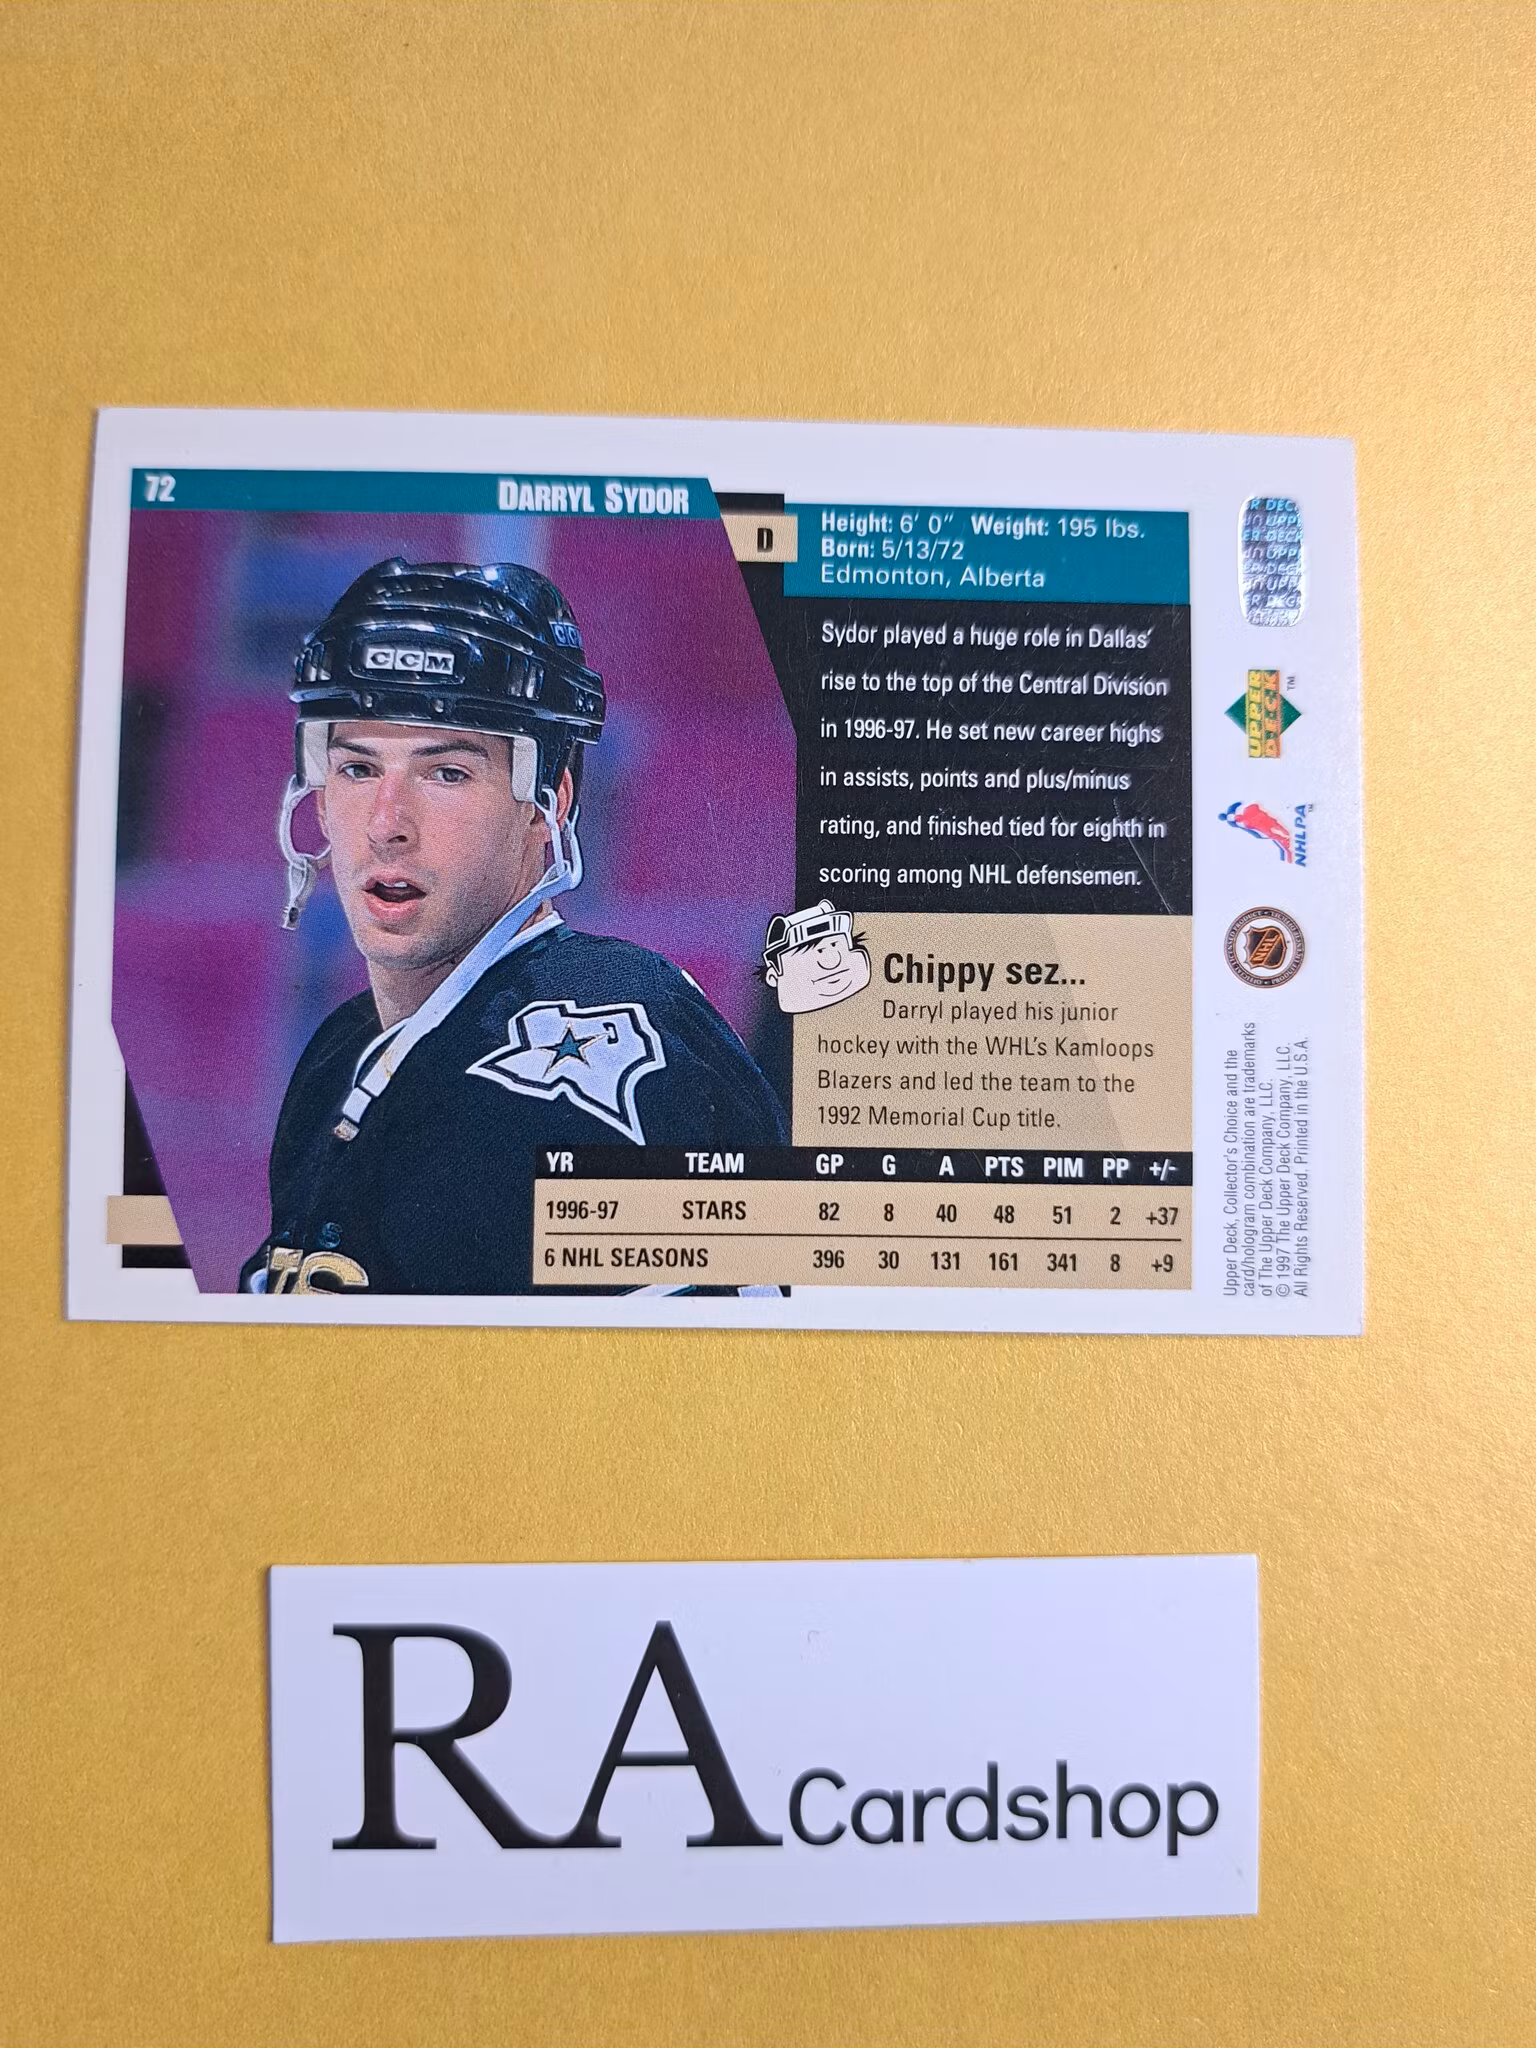 72
DARRYL SYDOR
D
Height: 6' 0" Weight: 195 lbs.
Born: 5/13/72
Edmonton, Alberta
Sydor played a huge role in Dallas'
rise to the top of the Central Division
in 1996-97. He set new career highs
in assists, points and plus/minus
rating, and finished tied for eighth in
scoring among NHL defensemen.
Chippy sez...
Darryl played his junior
hockey with the WHL's Kamloops
Blazers and led the team to the
1992 Memorial Cup title.
YR TEAM GP G A PTS PIM PP +/-
1996-97 STARS 82 8 40 48 51 2 +37
6 NHL SEASONS 396 30 131 161 341 8 +9
CCM
UPPER
DECK
TM
NHLPA
NHL
Upper Deck, Collector's Choice and the
card/hologram combination are trademarks
of The Upper Deck Company, LLC.
© 1997 The Upper Deck Company, LLC.
All Rights Reserved. Printed in the U.S.A.
RA Cardshop